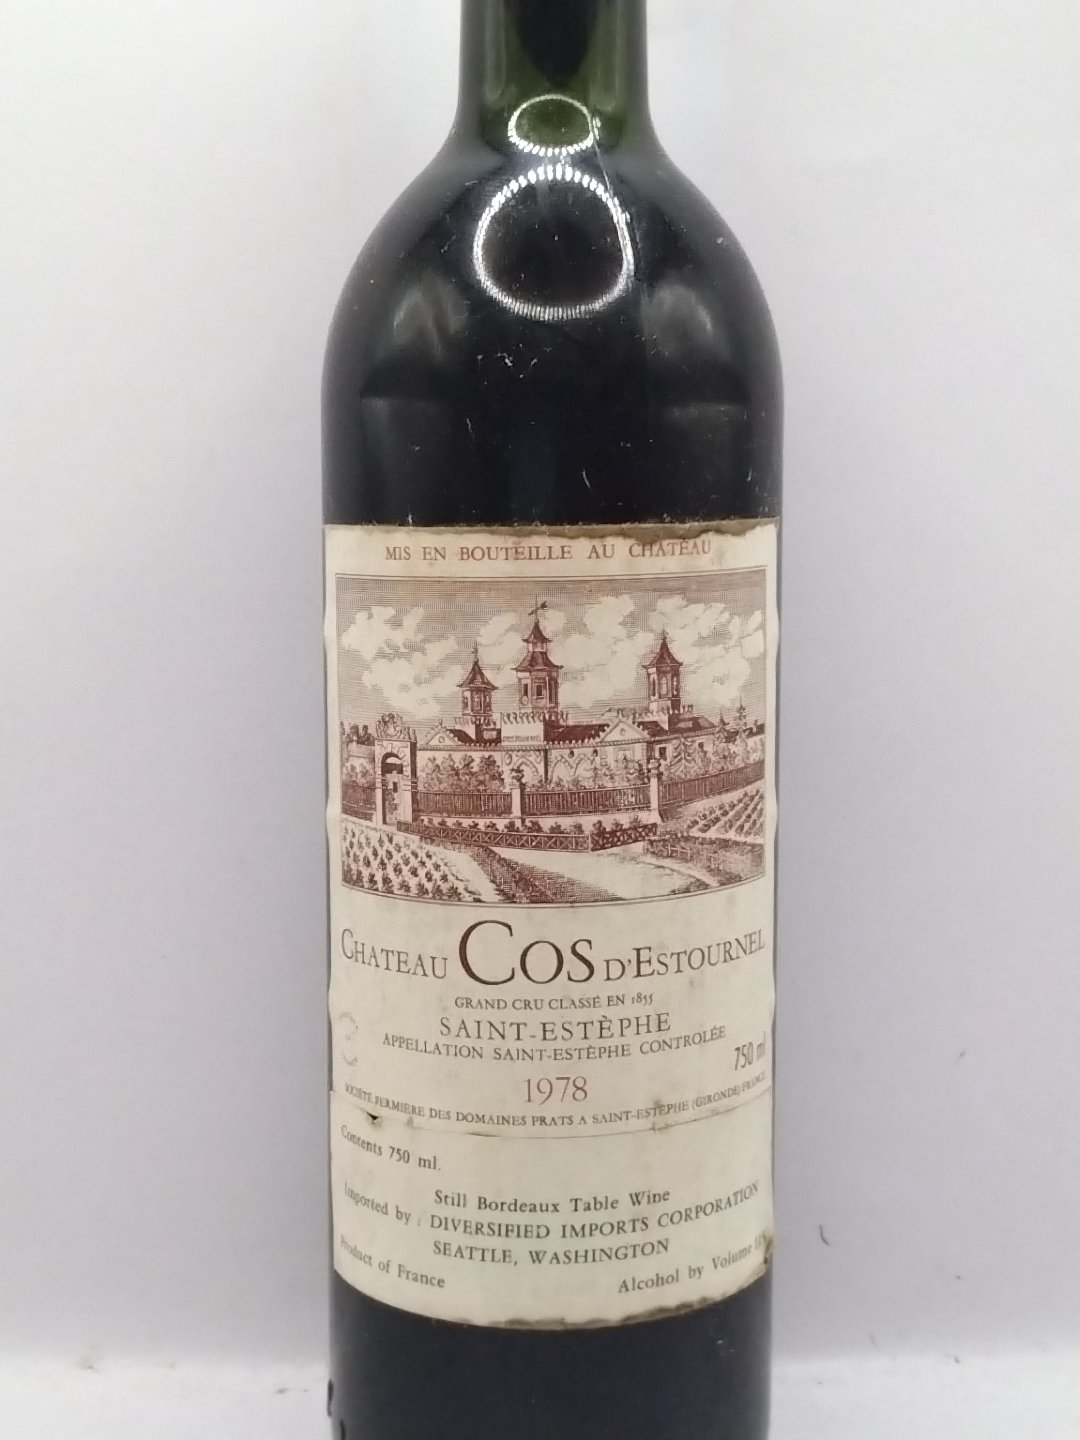 MIS EN BOUTEILLE AU CHATEAU
CHATEAU COS D'ESTOURNEL
GRAND CRU CLASSÉ EN 1855
SAINT-ESTÈPHE
APPELLATION SAINT-ESTÈPHE CONTROLÉE
750 ml
1978
SOCIÉTÉ FERMIÈRE DES DOMAINES PRATS A SAINT-ESTÈPHE (GIRONDE) FRANCE
Contents 750 ml.
Still Bordeaux Table Wine
Imported by : DIVERSIFIED IMPORTS CORPORATION
SEATTLE, WASHINGTON
Product of France
Alcohol by Volume